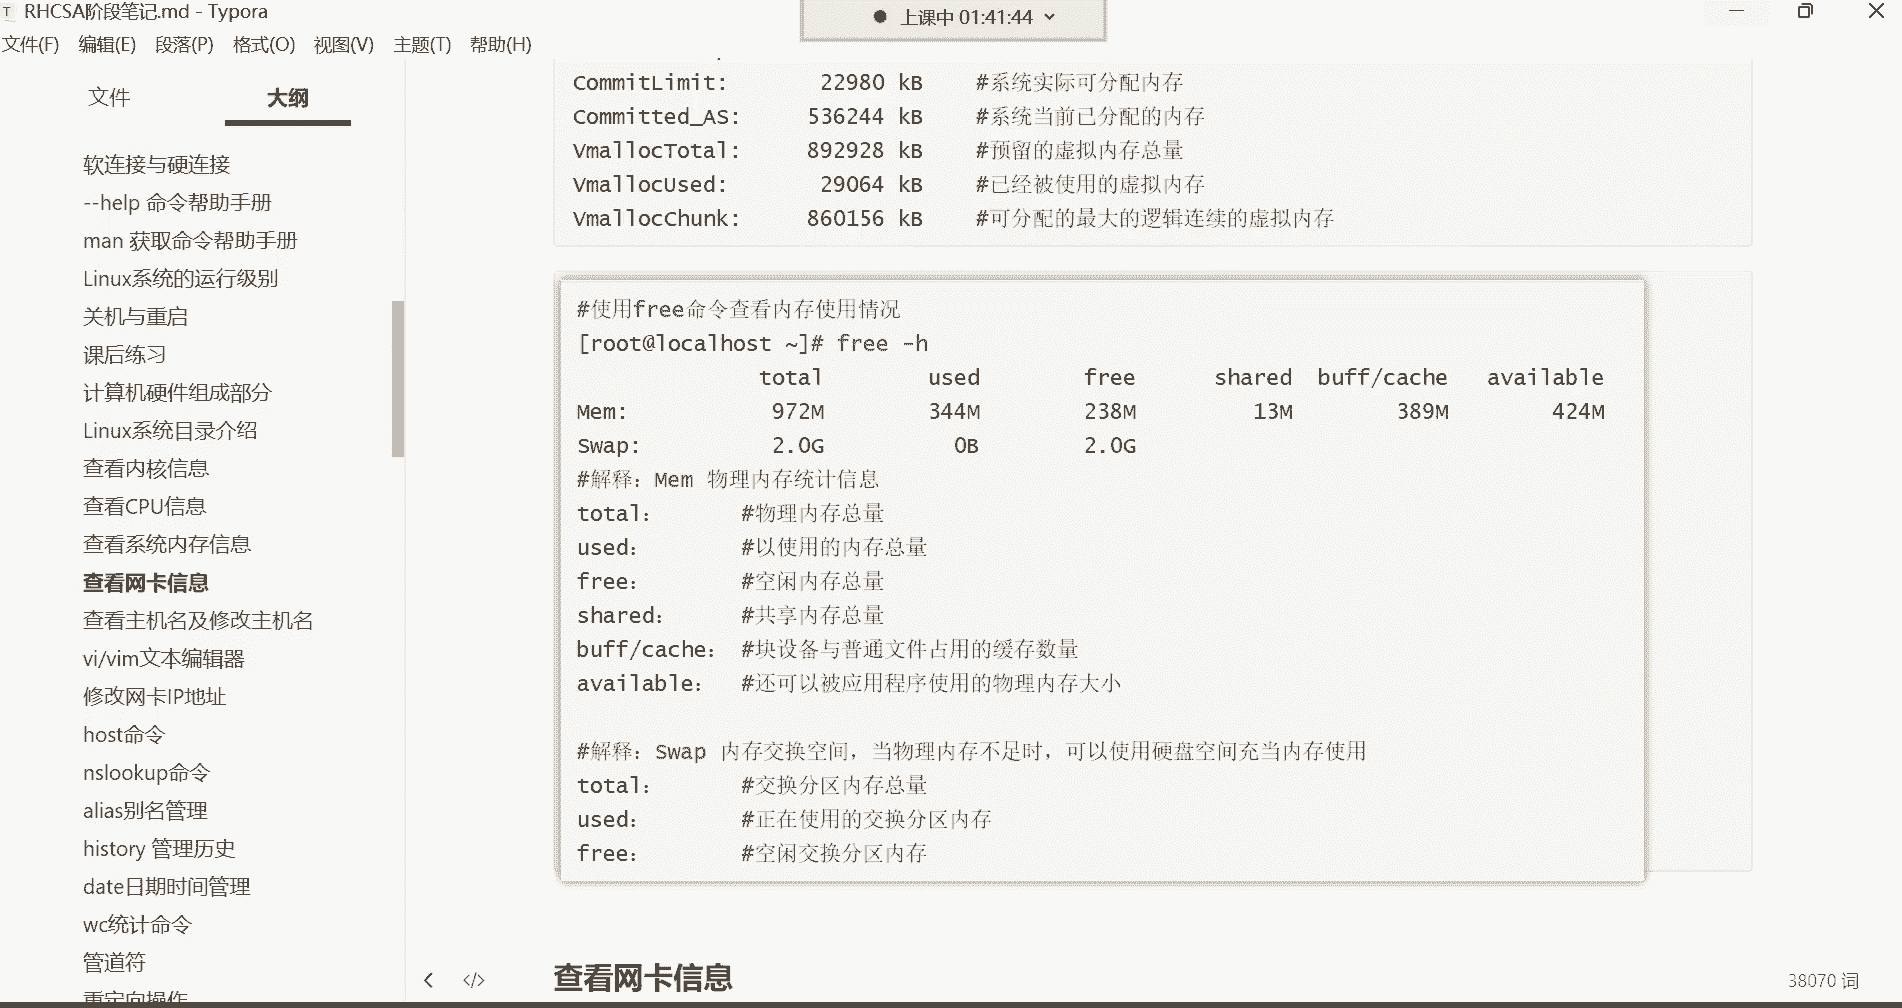 RHCSA阶段笔记.md - Typora
上课中 01:41:44
文件(F) 编辑(E) 段落(P) 格式(O) 视图(V) 主题(T) 帮助(H)
文件 大纲
软连接与硬连接
--help 命令帮助手册
man 获取命令帮助手册
Linux系统的运行级别
关机与重启
课后练习
计算机硬件组成部分
Linux系统目录介绍
查看内核信息
查看CPU信息
查看系统内存信息
查看网卡信息
查看主机名及修改主机名
vi/vim文本编辑器
修改网卡IP地址
host命令
nslookup命令
alias别名管理
history 管理历史
date日期时间管理
wc统计命令
管道符
重定向操作
CommitLimit: 22980 kB #系统实际可分配内存
Committed_AS: 536244 kB #系统当前已分配的内存
VmallocTotal: 892928 kB #预留的虚拟内存总量
VmallocUsed: 29064 kB #已经被使用的虚拟内存
VmallocChunk: 860156 kB #可分配的最大的逻辑连续的虚拟内存
#使用free命令查看内存使用情况
[root@localhost ~]# free -h
total used free shared buff/cache available
Mem: 972M 344M 238M 13M 389M 424M
Swap: 2.0G 0B 2.0G
#解释：Mem 物理内存统计信息
total： #物理内存总量
used： #以使用的内存总量
free： #空闲内存总量
shared： #共享内存总量
buff/cache： #块设备与普通文件占用的缓存数量
available： #还可以被应用程序使用的物理内存大小
#解释：Swap 内存交换空间，当物理内存不足时，可以使用硬盘空间充当内存使用
total： #交换分区内存总量
used： #正在使用的交换分区内存
free： #空闲交换分区内存
查看网卡信息
38070 词